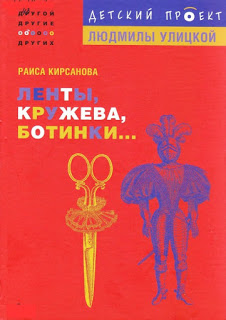 ДРУГОЙ
ДРУГИЕ
О ДРУГИХ
ДЕТСКИЙ ПРОЕКТ
ЛЮДМИЛЫ УЛИЦКОЙ
РАИСА КИРСАНОВА
ЛЕНТЫ,
КРУЖЕВА,
БОТИНКИ...